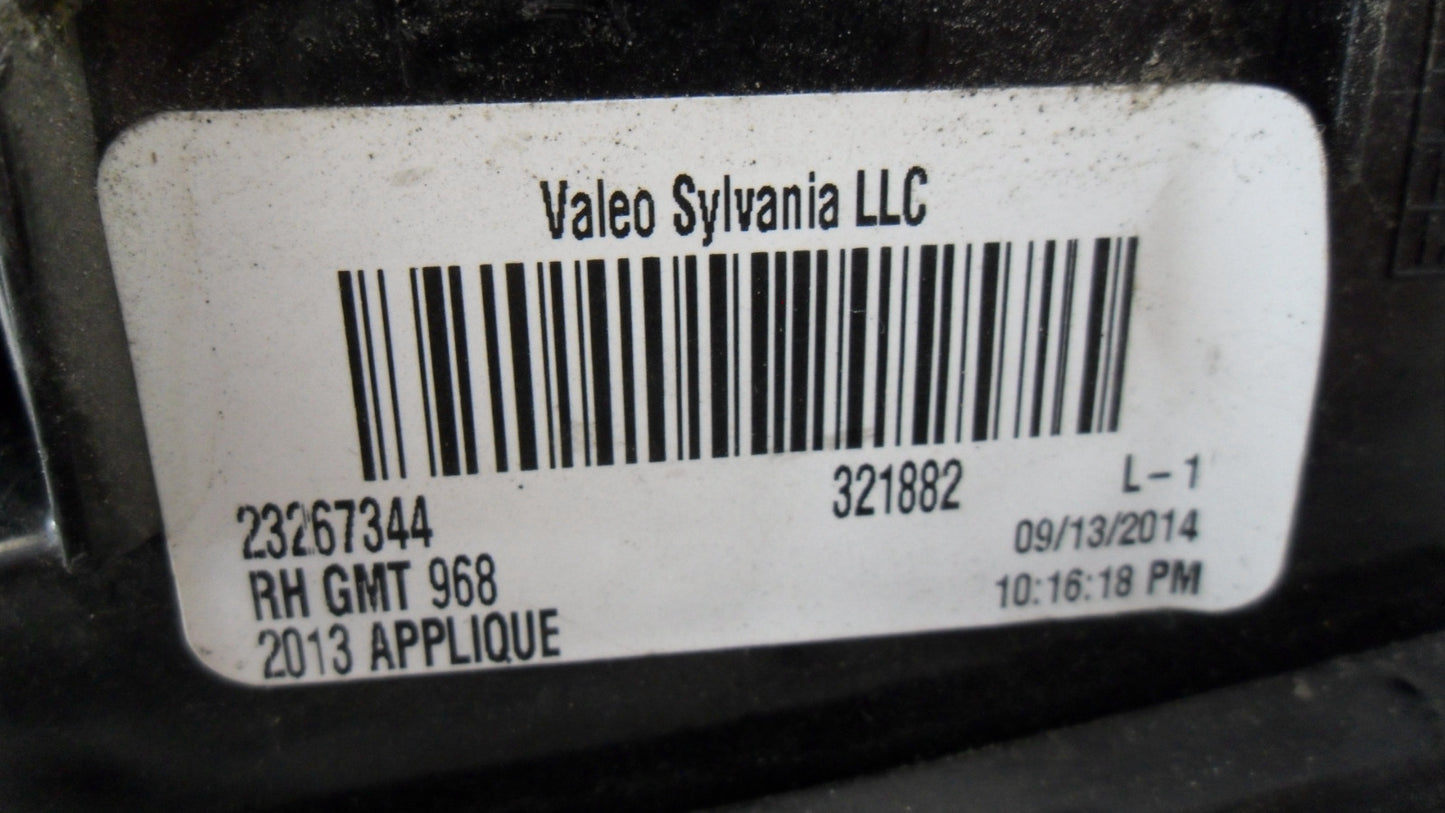 Valeo Sylvania LLC
23267344
321882
L-1
RH GMT 968
09/13/2014
2013 APPLIQUE
10:16:18 PM